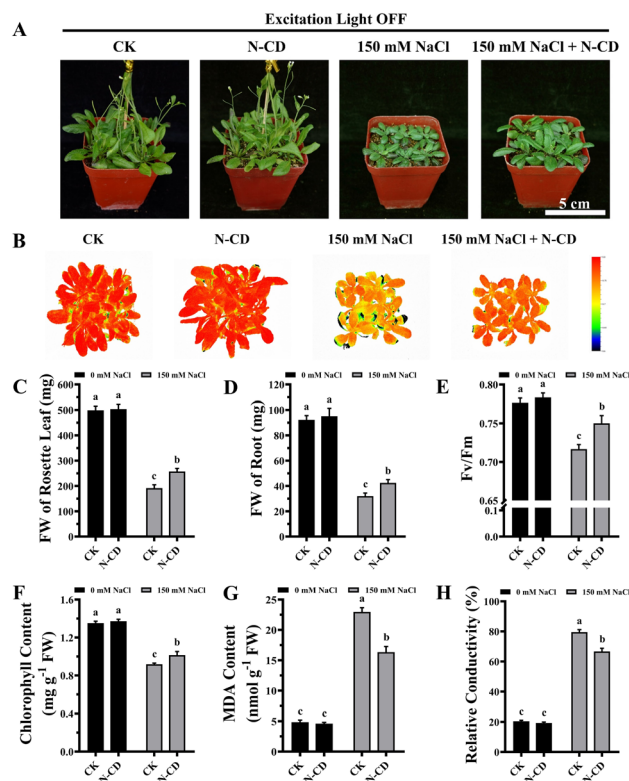 Excitation Light OFF
A
CK
N-CD
150 mM NaCl
150 mM NaCl + N-CD
5 cm
B
CK
N-CD
150 mM NaCl
150 mM NaCl + N-CD
C
0 mM NaCl
150 mM NaCl
FW of Rosette Leaf (mg)
600
500
400
300
200
100
0
a
a
c
b
CK
N-CD
CK
N-CD
D
0 mM NaCl
150 mM NaCl
FW of Root (mg)
120
100
80
60
40
20
0
a
a
c
b
CK
N-CD
CK
N-CD
E
0 mM NaCl
150 mM NaCl
Fv/Fm
0.80
0.75
0.70
0.65
0.1
0.0
a
a
c
b
CK
N-CD
CK
N-CD
F
0 mM NaCl
150 mM NaCl
Chlorophyll Content
(mg g⁻¹ FW)
1.6
1.2
0.8
0.4
0.0
a
a
c
b
CK
N-CD
CK
N-CD
G
0 mM NaCl
150 mM NaCl
MDA Content
(nmol g⁻¹ FW)
25
20
15
10
5
0
c
c
a
b
CK
N-CD
CK
N-CD
H
0 mM NaCl
150 mM NaCl
Relative Conductivity (%)
100
80
60
40
20
0
c
c
a
b
CK
N-CD
CK
N-CD